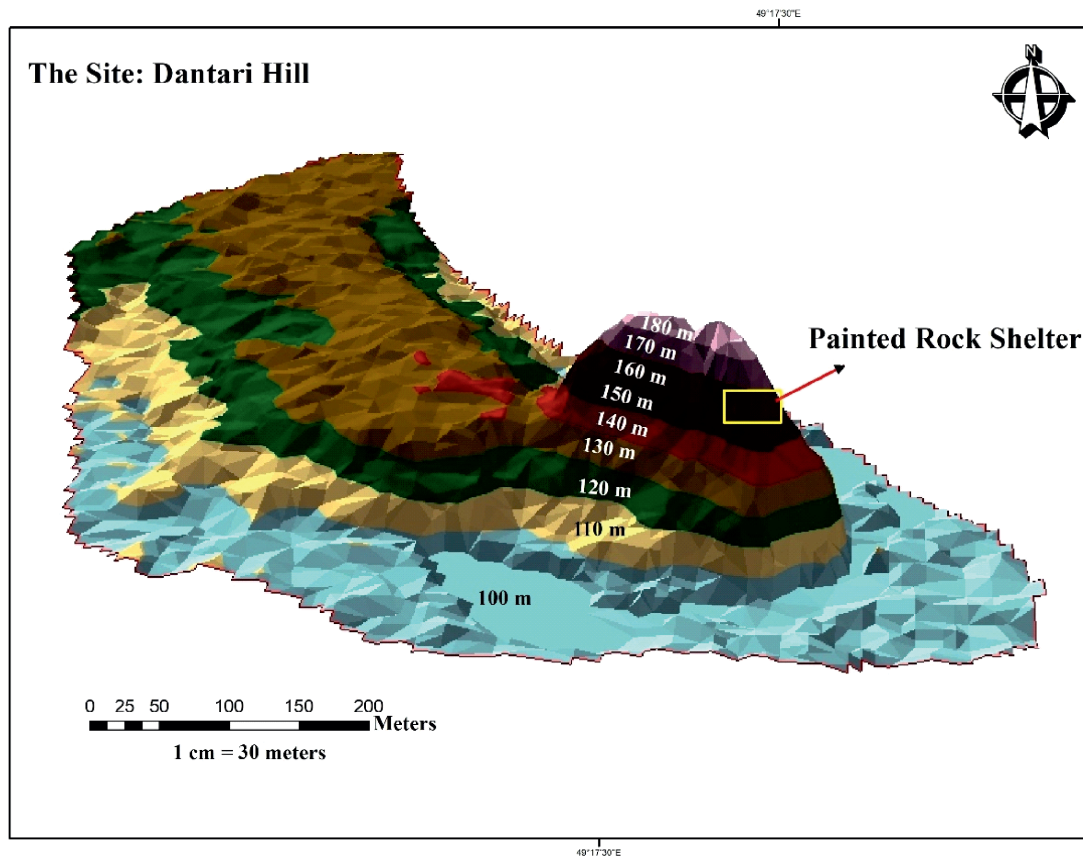 49°17'30"E
The Site: Dantari Hill
N
180 m
170 m
160 m
150 m
140 m
130 m
120 m
110 m
100 m
Painted Rock Shelter
0 25 50 100 150 200 Meters
1 cm = 30 meters
49°17'30"E